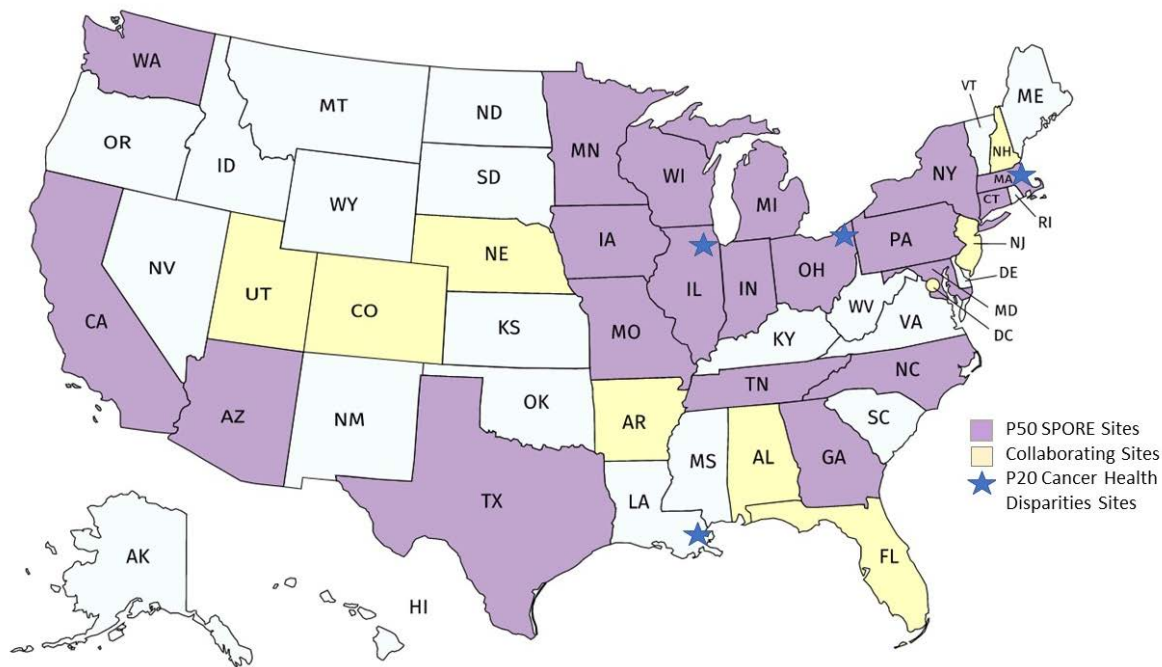 WA
MT
ND
OR
ID
SD
WY
MN
WI
MI
NY
VT
ME
NH
MA
CT
RI
NV
UT
CO
NE
IA
IL
IN
OH
PA
NJ
DE
MD
DC
CA
KS
MO
KY
WV
VA
AZ
NM
OK
AR
TN
NC
SC
TX
LA
MS
AL
GA
FL
AK
HI
P50 SPORE Sites
Collaborating Sites
P20 Cancer Health
Disparities Sites